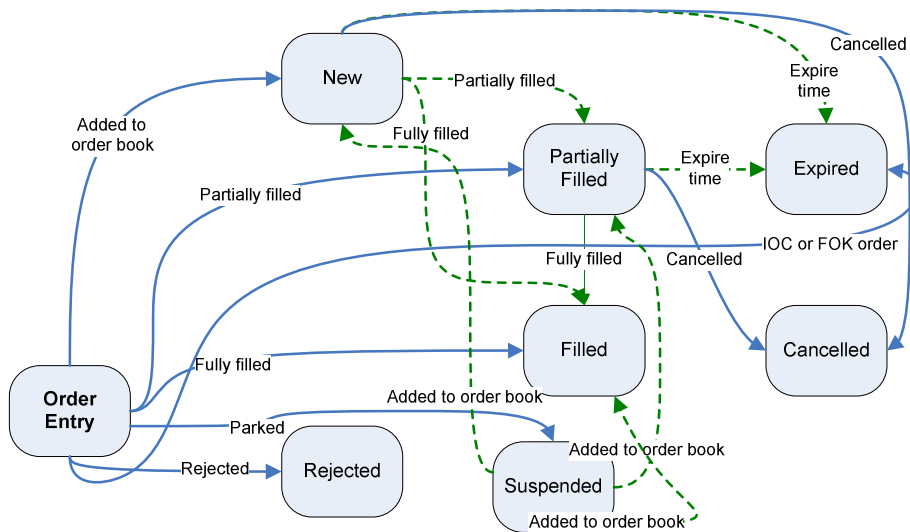 Cancelled
New
Expire
time
Partially filled
Added to
order book
Fully filled
Partially
Filled
Expire
time
Expired
Partially filled
IOC or FOK order
Fully filled
Cancelled
Filled
Cancelled
Fully filled
Order
Entry
Added to order book
Parked
Added to order book
Rejected
Rejected
Suspended
Added to order book